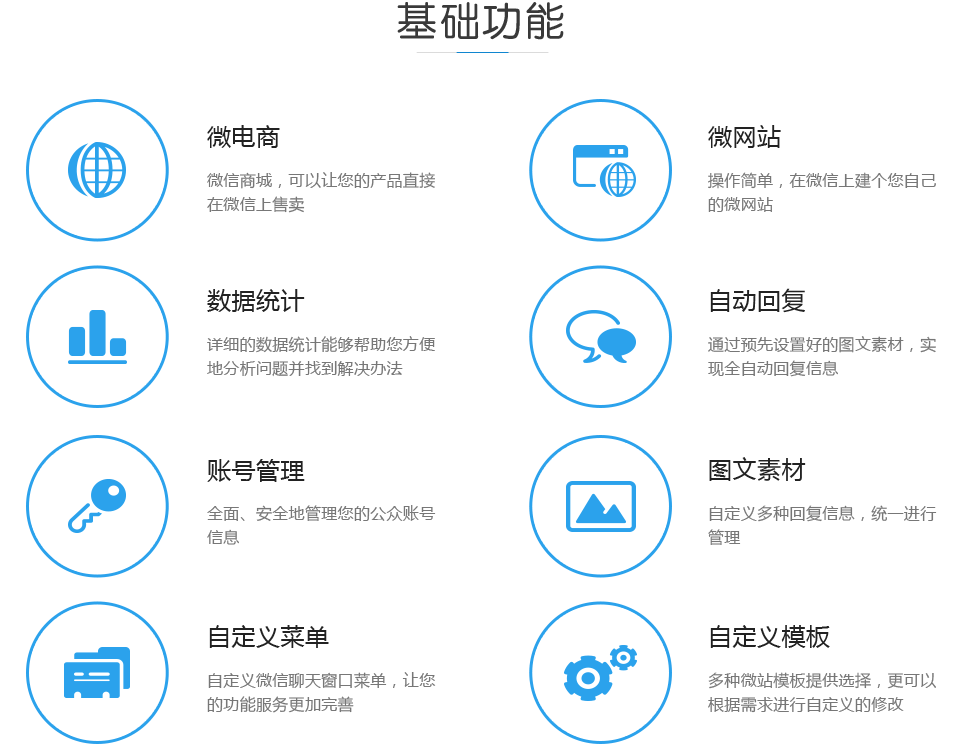 基础功能
微电商
微信商城，可以让您的产品直接
在微信上售卖
微网站
操作简单，在微信上建个您自己
的微网站
数据统计
详细的数据统计能够帮助您方便
地分析问题并找到解决办法
自动回复
通过预先设置好的图文素材，实
现全自动回复信息
账号管理
全面、安全地管理您的公众账号
信息
图文素材
自定义多种回复信息，统一进行
管理
自定义菜单
自定义微信聊天窗口菜单，让您
的功能服务更加完善
自定义模板
多种微站模板提供选择，更可以
根据需求进行自定义的修改